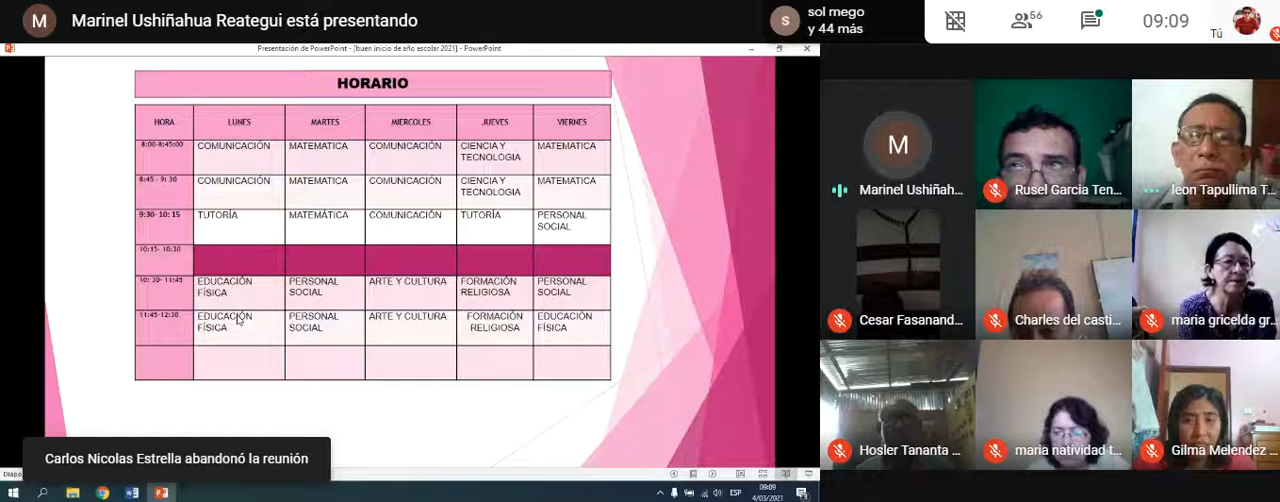 M Marinel Ushiñahua Reategui está presentando
S sol mego
y 44 más
56
09:09
Tú
Presentación de PowerPoint - [buen inicio de año escolar 2021] - PowerPoint
HORARIO
HORA LUNES MARTES MIERCOLES JUEVES VIERNES
8:00-8:45:00 COMUNICACIÓN MATEMATICA COMUNICACIÓN CIENCIA Y TECNOLOGIA MATEMATICA
8:45 - 9: 30 COMUNICACIÓN MATEMATICA COMUNICACIÓN CIENCIA Y TECNOLOGIA MATEMATICA
9:30- 10: 15 TUTORÍA MATEMÁTICA COMUNICACIÓN TUTORÍA PERSONAL SOCIAL
10:15- 10:30
10: 30- 11:45 EDUCACIÓN FÍSICA PERSONAL SOCIAL ARTE Y CULTURA FORMACIÓN RELIGIOSA PERSONAL SOCIAL
11:45-12:30 EDUCACIÓN FÍSICA PERSONAL SOCIAL ARTE Y CULTURA FORMACIÓN RELIGIOSA EDUCACIÓN FÍSICA
M
Marinel Ushiñah...
Rusel Garcia Ten...
leon Tapullima T...
Cesar Fasanand...
Charles del casti...
maria gricelda gr...
Hosler Tananta ...
maria natividad t...
Gilma Melendez ...
Carlos Nicolas Estrella abandonó la reunión
Diapo
ESP
09:09
4/03/2021